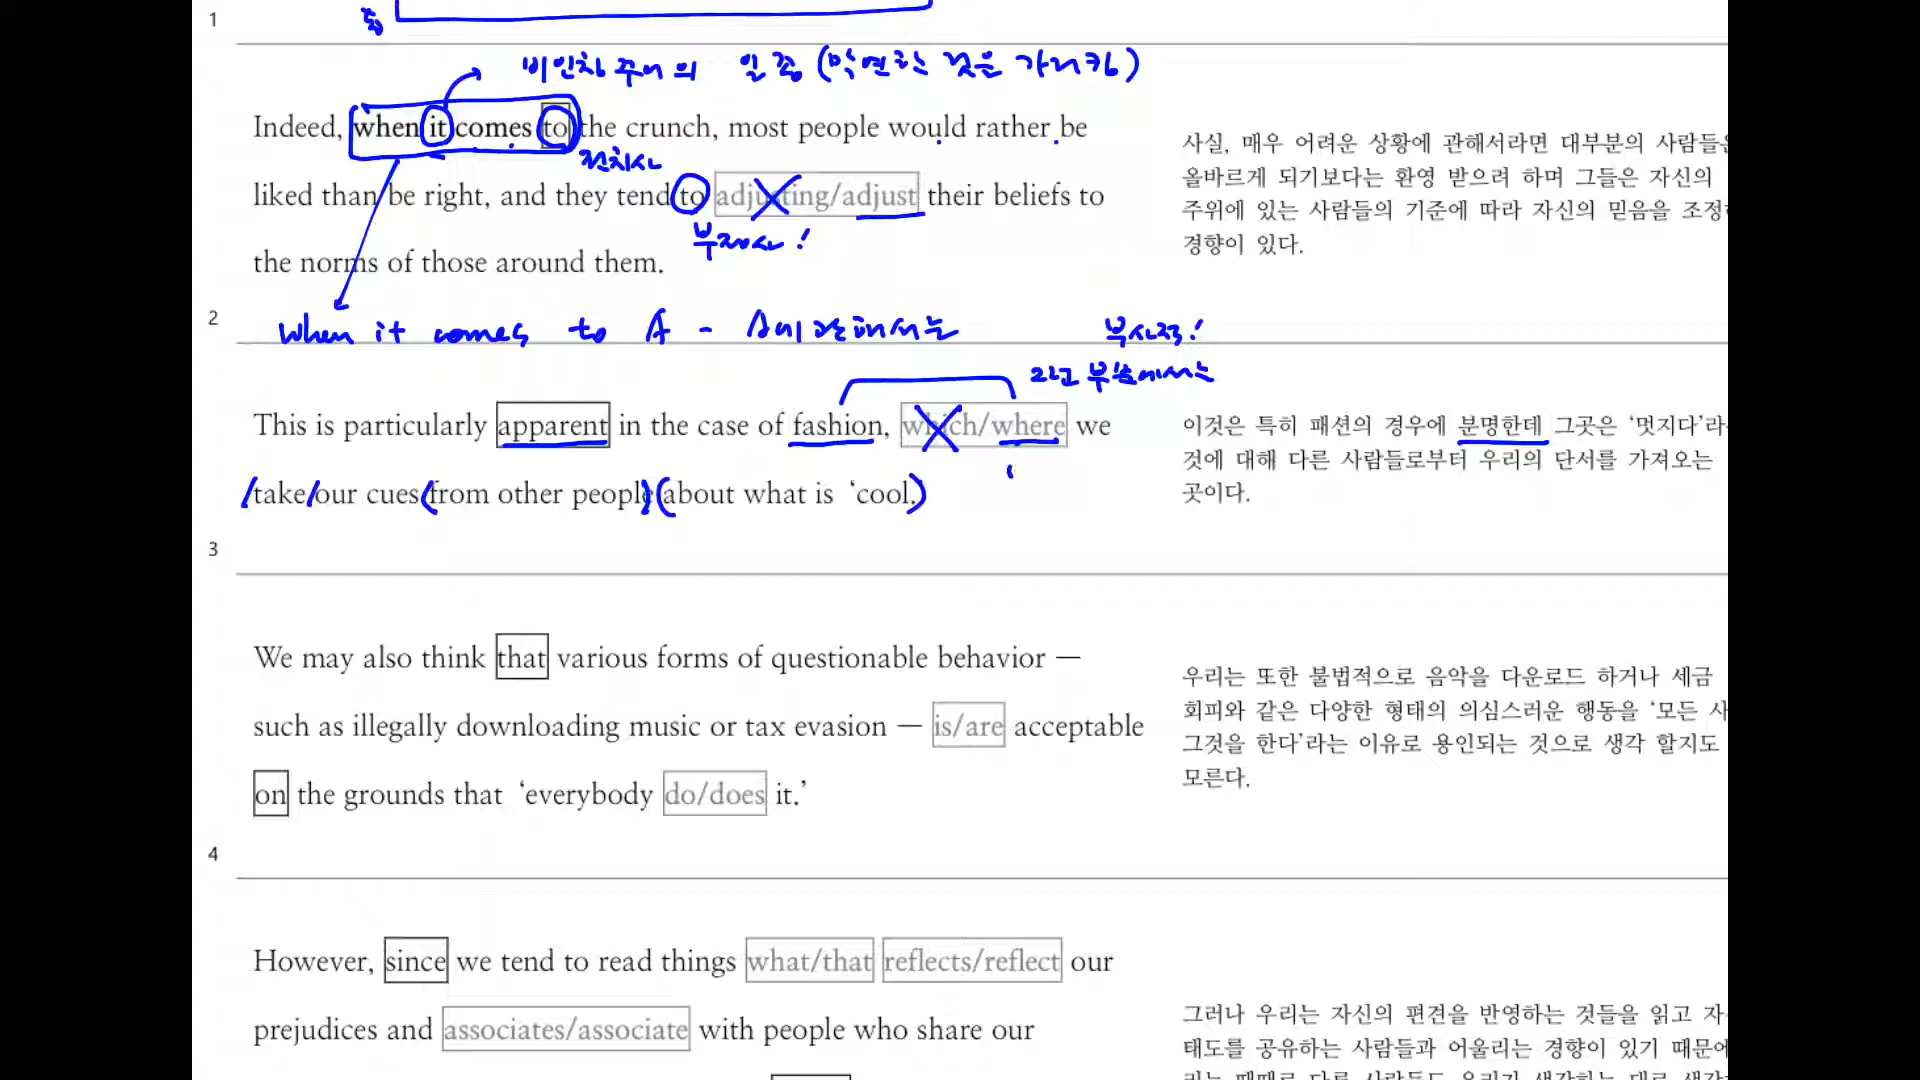 1
비인칭 주어의 일종 (막연한 것을 가리킴)
Indeed, when it comes to the crunch, most people would rather be
전치사
liked than be right, and they tend to adjusting/adjust their beliefs to
부정사!
the norms of those around them.
사실, 매우 어려운 상황에 관해서라면 대부분의 사람들은
올바르게 되기보다는 환영 받으려 하며 그들은 자신의
주위에 있는 사람들의 기준에 따라 자신의 믿음을 조정
경향이 있다.
2
when it comes to A - A에 관해서는
부사적!
라고 부분에서는
This is particularly apparent in the case of fashion, which/where we
take our cues from other people about what is ‘cool.’
이것은 특히 패션의 경우에 분명한데 그곳은 ‘멋지다’라
것에 대해 다른 사람들로부터 우리의 단서를 가져오는
곳이다.
3
We may also think that various forms of questionable behavior —
such as illegally downloading music or tax evasion — is/are acceptable
on the grounds that ‘everybody do/does it.’
우리는 또한 불법적으로 음악을 다운로드 하거나 세금
회피와 같은 다양한 형태의 의심스러운 행동을 ‘모든 사
그것을 한다’라는 이유로 용인되는 것으로 생각 할지도
모른다.
4
However, since we tend to read things what/that reflects/reflect our
prejudices and associates/associate with people who share our
그러나 우리는 자신의 편견을 반영하는 것들을 읽고 자
태도를 공유하는 사람들과 어울리는 경향이 있기 때문에